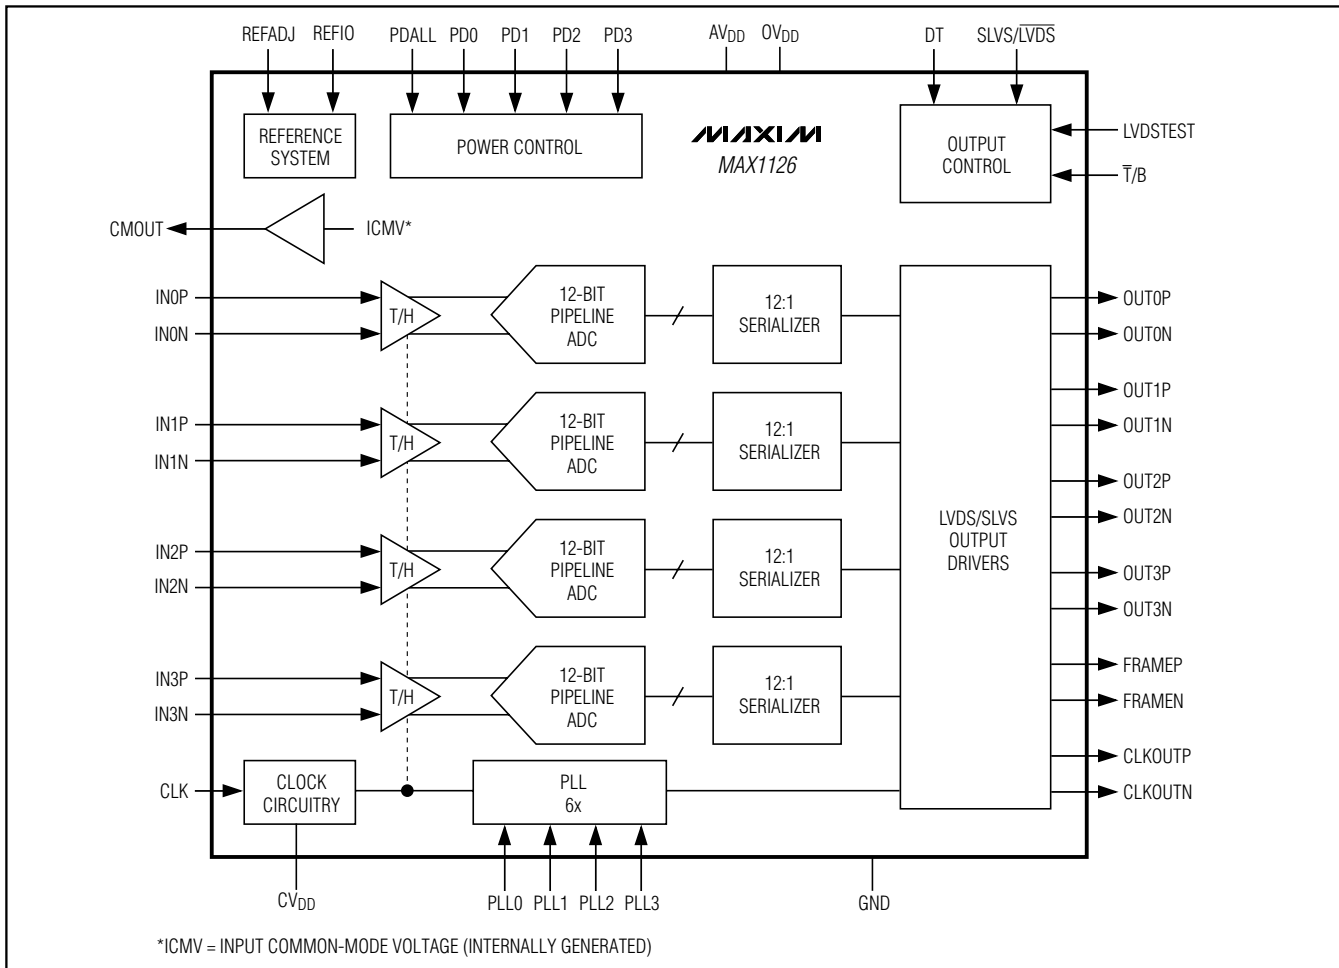 REFADJ REFIO PDALL PD0 PD1 PD2 PD3 AVDD OVDD DT SLVS/L̅V̅D̅S̅
REFERENCE
SYSTEM
POWER CONTROL
MAXIM
MAX1126
OUTPUT
CONTROL
LVDSTEST
T̅/B
CMOUT
ICMV*
IN0P
IN0N
T/H
12-BIT
PIPELINE
ADC
12:1
SERIALIZER
OUT0P
OUT0N
IN1P
IN1N
T/H
12-BIT
PIPELINE
ADC
12:1
SERIALIZER
OUT1P
OUT1N
IN2P
IN2N
T/H
12-BIT
PIPELINE
ADC
12:1
SERIALIZER
LVDS/SLVS
OUTPUT
DRIVERS
OUT2P
OUT2N
OUT3P
OUT3N
IN3P
IN3N
T/H
12-BIT
PIPELINE
ADC
12:1
SERIALIZER
FRAMEP
FRAMEN
CLK
CLOCK
CIRCUITRY
PLL
6x
CLKOUTP
CLKOUTN
CVDD
PLL0 PLL1 PLL2 PLL3
GND
*ICMV = INPUT COMMON-MODE VOLTAGE (INTERNALLY GENERATED)